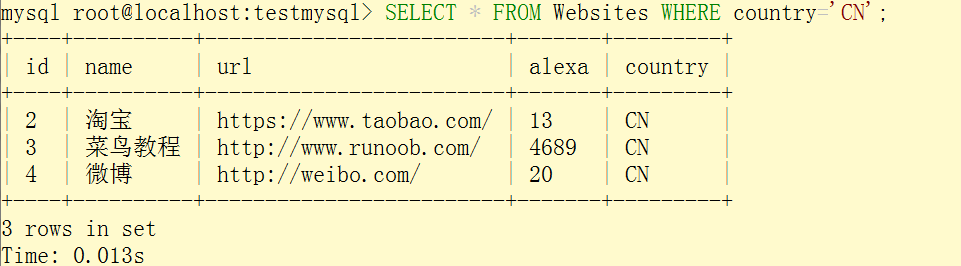 mysql root@localhost:testmysql> SELECT * FROM Websites WHERE country='CN';
+----+----------+-------------------------+-------+---------+
| id | name     | url                     | alexa | country |
+----+----------+-------------------------+-------+---------+
| 2  | 淘宝     | https://www.taobao.com/ | 13    | CN      |
| 3  | 菜鸟教程 | http://www.runoob.com/  | 4689  | CN      |
| 4  | 微博     | http://weibo.com/       | 20    | CN      |
+----+----------+-------------------------+-------+---------+
3 rows in set
Time: 0.013s